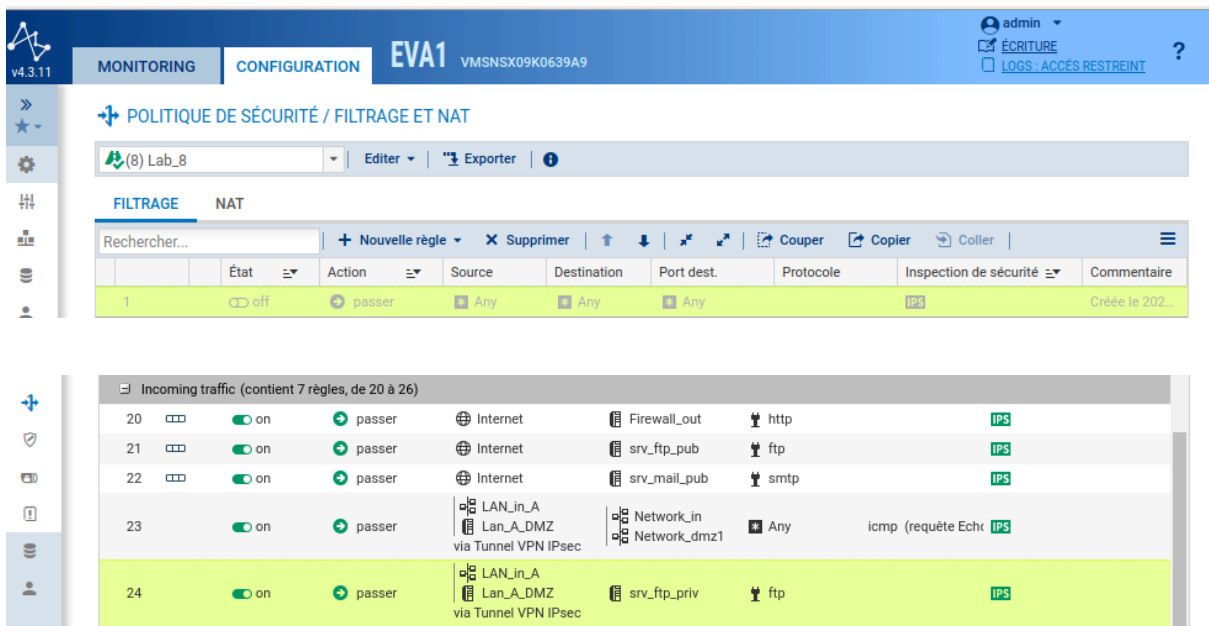 admin
ÉCRITURE
LOGS : ACCÉS RESTREINT
?
v4.3.11
MONITORING CONFIGURATION EVA1 VMSNSX09K0639A9
POLITIQUE DE SÉCURITÉ / FILTRAGE ET NAT
(8) Lab_8 Editer Exporter
FILTRAGE NAT
Rechercher... Nouvelle règle Supprimer Couper Copier Coller
État Action Source Destination Port dest. Protocole Inspection de sécurité Commentaire
1 off passer Any Any Any IPS Créée le 202...
Incoming traffic (contient 7 règles, de 20 à 26)
20 on passer Internet Firewall_out http IPS
21 on passer Internet srv_ftp_pub ftp IPS
22 on passer Internet srv_mail_pub smtp IPS
23 on passer LAN_in_A Lan_A_DMZ via Tunnel VPN IPsec Network_in Network_dmz1 Any icmp (requête Echo IPS
24 on passer LAN_in_A Lan_A_DMZ via Tunnel VPN IPsec srv_ftp_priv ftp IPS